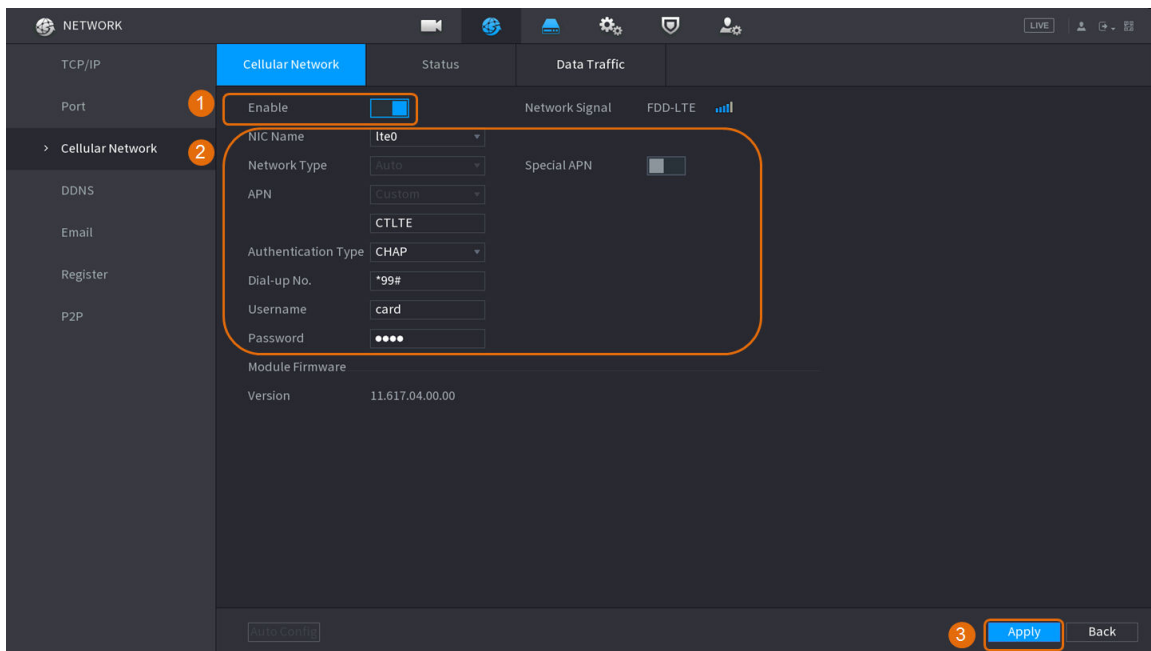 NETWORK
LIVE
TCP/IP
Port
Cellular Network
DDNS
Email
Register
P2P
Cellular Network Status Data Traffic
1
Enable
Network Signal FDD-LTE
2
NIC Name lte0
Network Type Auto
Special APN
APN Custom
CTLTE
Authentication Type CHAP
Dial-up No. *99#
Username card
Password ●●●●
Module Firmware
Version 11.617.04.00.00
Auto Config
3
Apply
Back